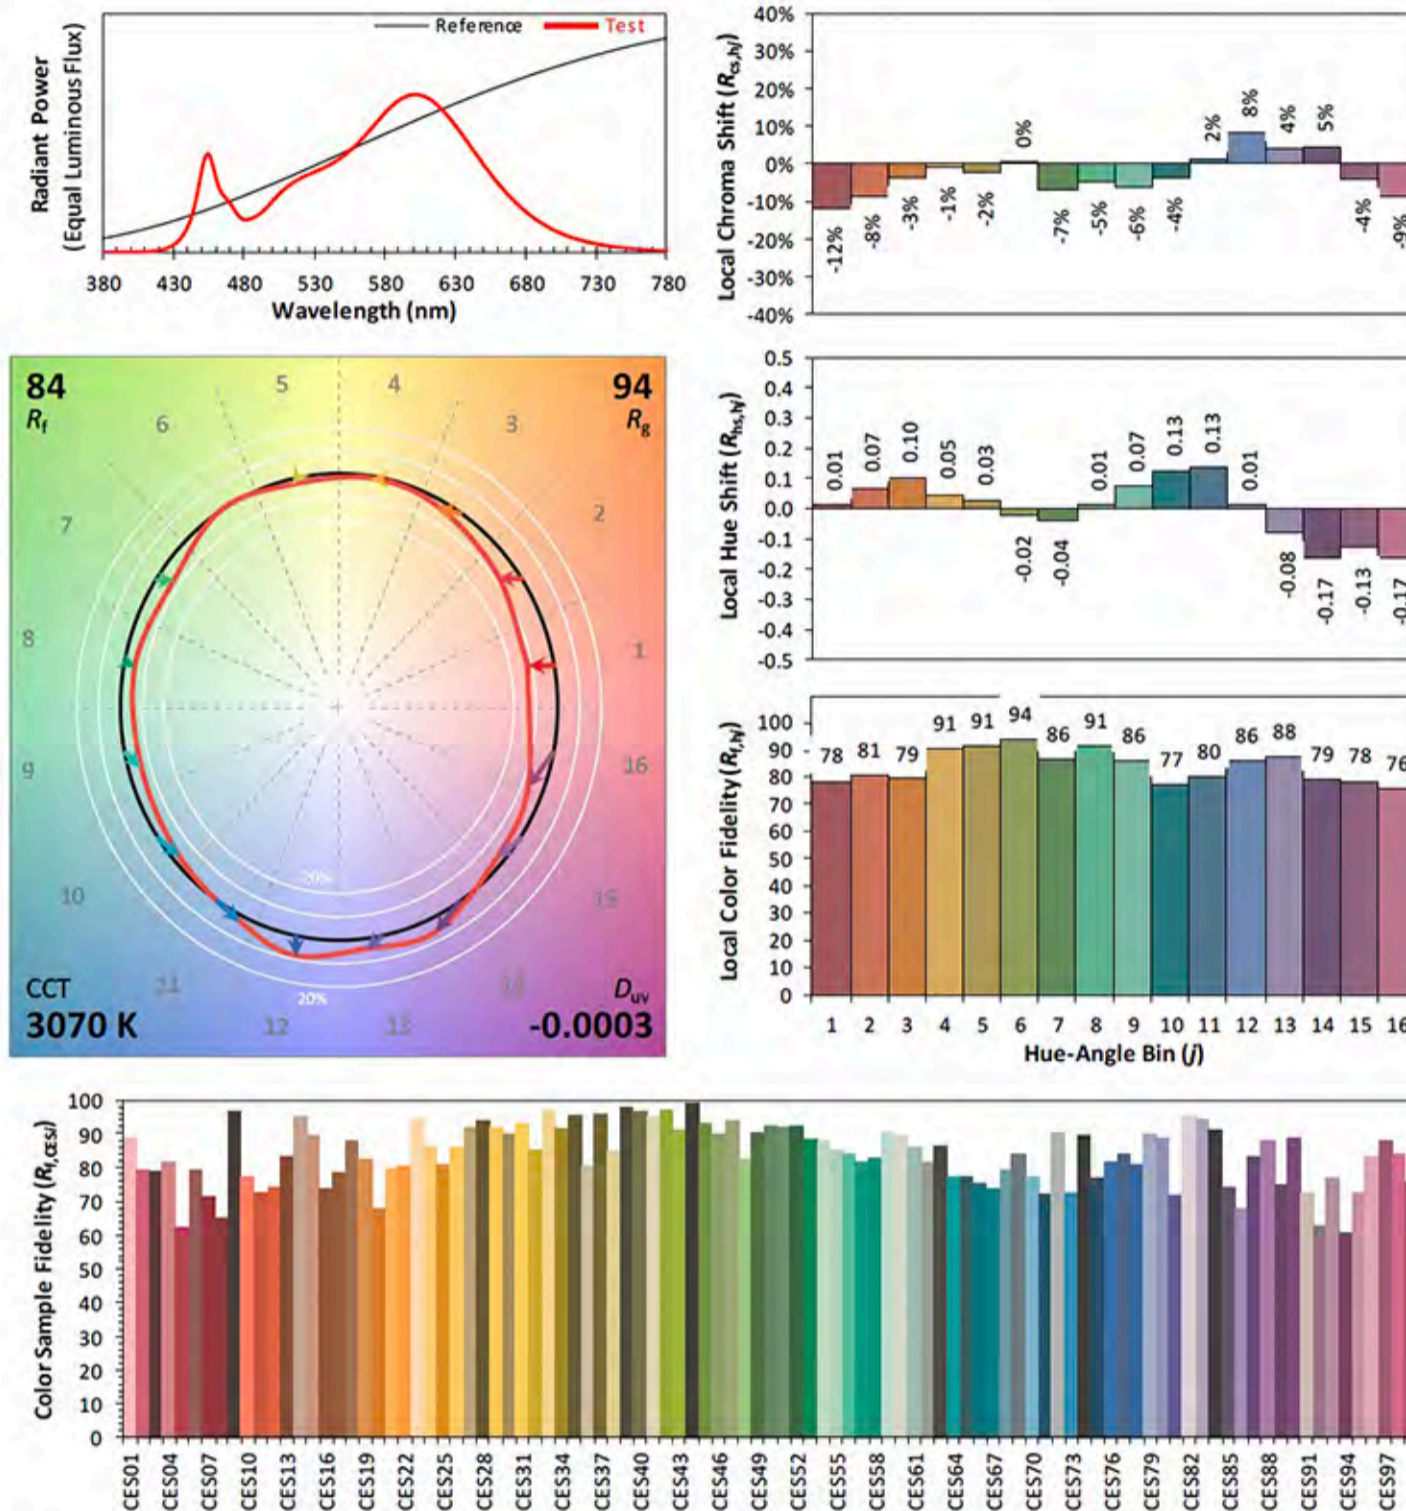 Reference Test
Radiant Power
(Equal Luminous Flux)
380 430 480 530 580 630 680 730 780
Wavelength (nm)
Local Chroma Shift (Rcs,hj)
40%
30%
20%
10%
0%
-10%
-20%
-30%
-40%
-12% -8% -3% -1% -2% 0% -7% -5% -6% -4% 2% 8% 4% 5% -4% -9%
84
Rf
94
Rg
5 4
6 3
7 2
8 1
9 16
10 15
11 14
12 13
-20%
20%
CCT
3070 K
Duv
-0.0003
Local Hue Shift (Rhs,hj)
0.5
0.4
0.3
0.2
0.1
0.0
-0.1
-0.2
-0.3
-0.4
-0.5
0.01 0.07 0.10 0.05 0.03 -0.02 -0.04 0.01 0.07 0.13 0.13 0.01 -0.08 -0.17 -0.13 -0.17
Local Color Fidelity (Rf,hj)
100
90
80
70
60
50
40
30
20
10
0
78 81 79 91 91 94 86 91 86 77 80 86 88 79 78 76
1 2 3 4 5 6 7 8 9 10 11 12 13 14 15 16
Hue-Angle Bin (j)
Color Sample Fidelity (Rf,CESi)
100
90
80
70
60
50
40
30
20
10
0
CES01 CES04 CES07 CES10 CES13 CES16 CES19 CES22 CES25 CES28 CES31 CES34 CES37 CES40 CES43 CES46 CES49 CES52 CES55 CES58 CES61 CES64 CES67 CES70 CES73 CES76 CES79 CES82 CES85 CES88 CES91 CES94 CES97